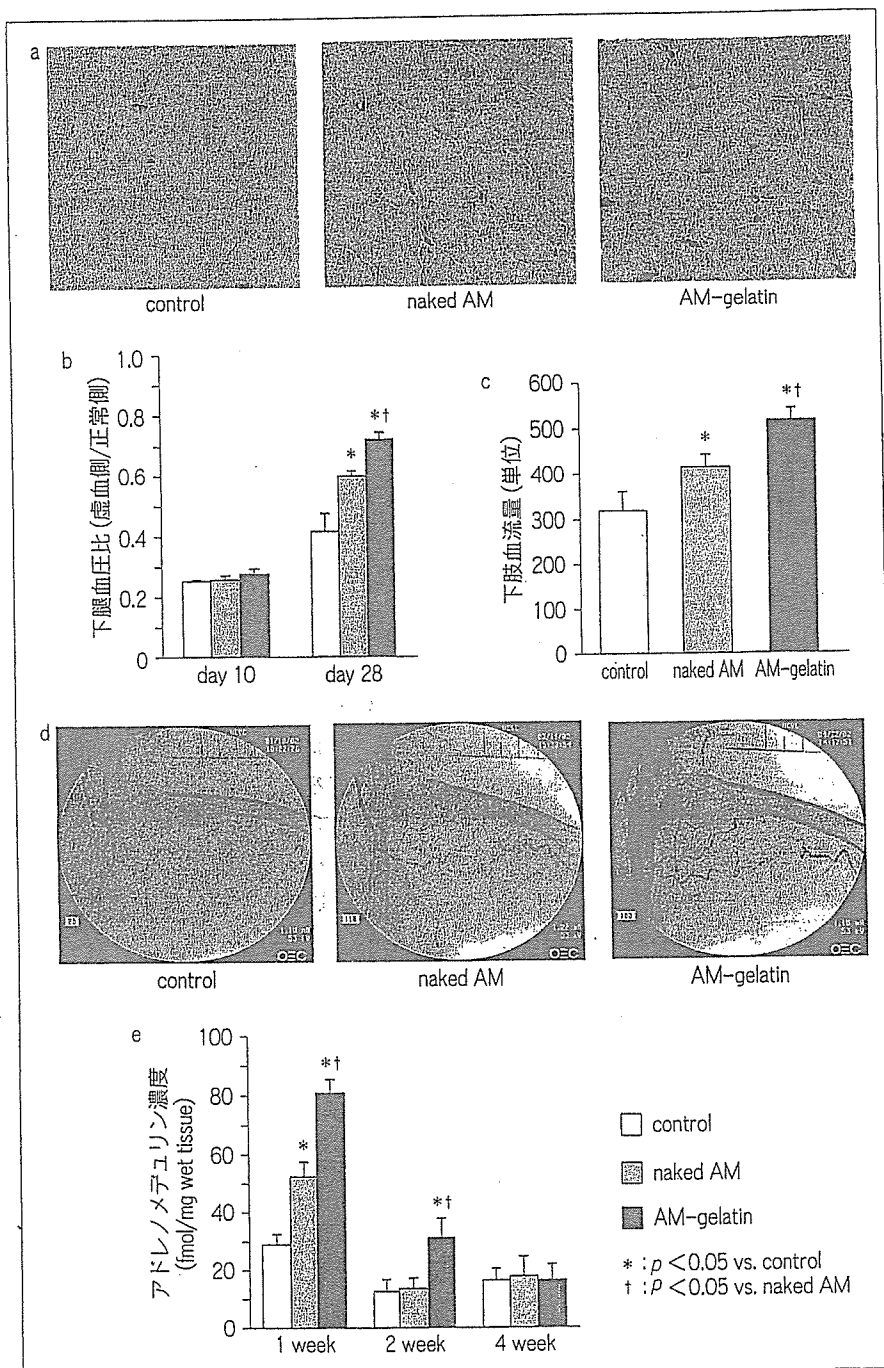 a
control
naked AM
AM-gelatin
b
下腿血圧比 (虚血側/正常側)
1.0
0.8
0.6
0.4
0.2
0
*
*†
day 10
day 28
c
下肢血流量 (単位)
600
500
400
300
200
100
0
*
*†
control
naked AM
AM-gelatin
d
OEC
OEC
OEC
control
naked AM
AM-gelatin
e
アドレノメデュリン濃度
(fmol/mg wet tissue)
100
80
60
40
20
0
*
*†
*†
1 week
2 week
4 week
control
naked AM
AM-gelatin
* : p <0.05 vs. control
† : P <0.05 vs. naked AM